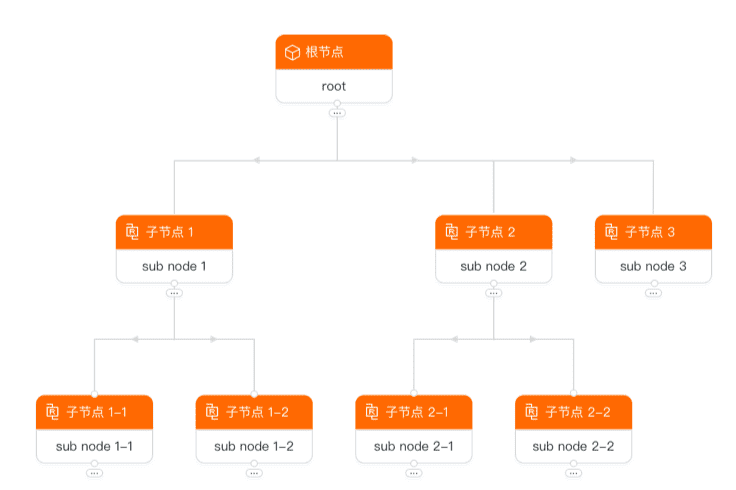 根节点
root
子节点 1
sub node 1
子节点 2
sub node 2
子节点 3
sub node 3
子节点 1-1
sub node 1-1
子节点 1-2
sub node 1-2
子节点 2-1
sub node 2-1
子节点 2-2
sub node 2-2